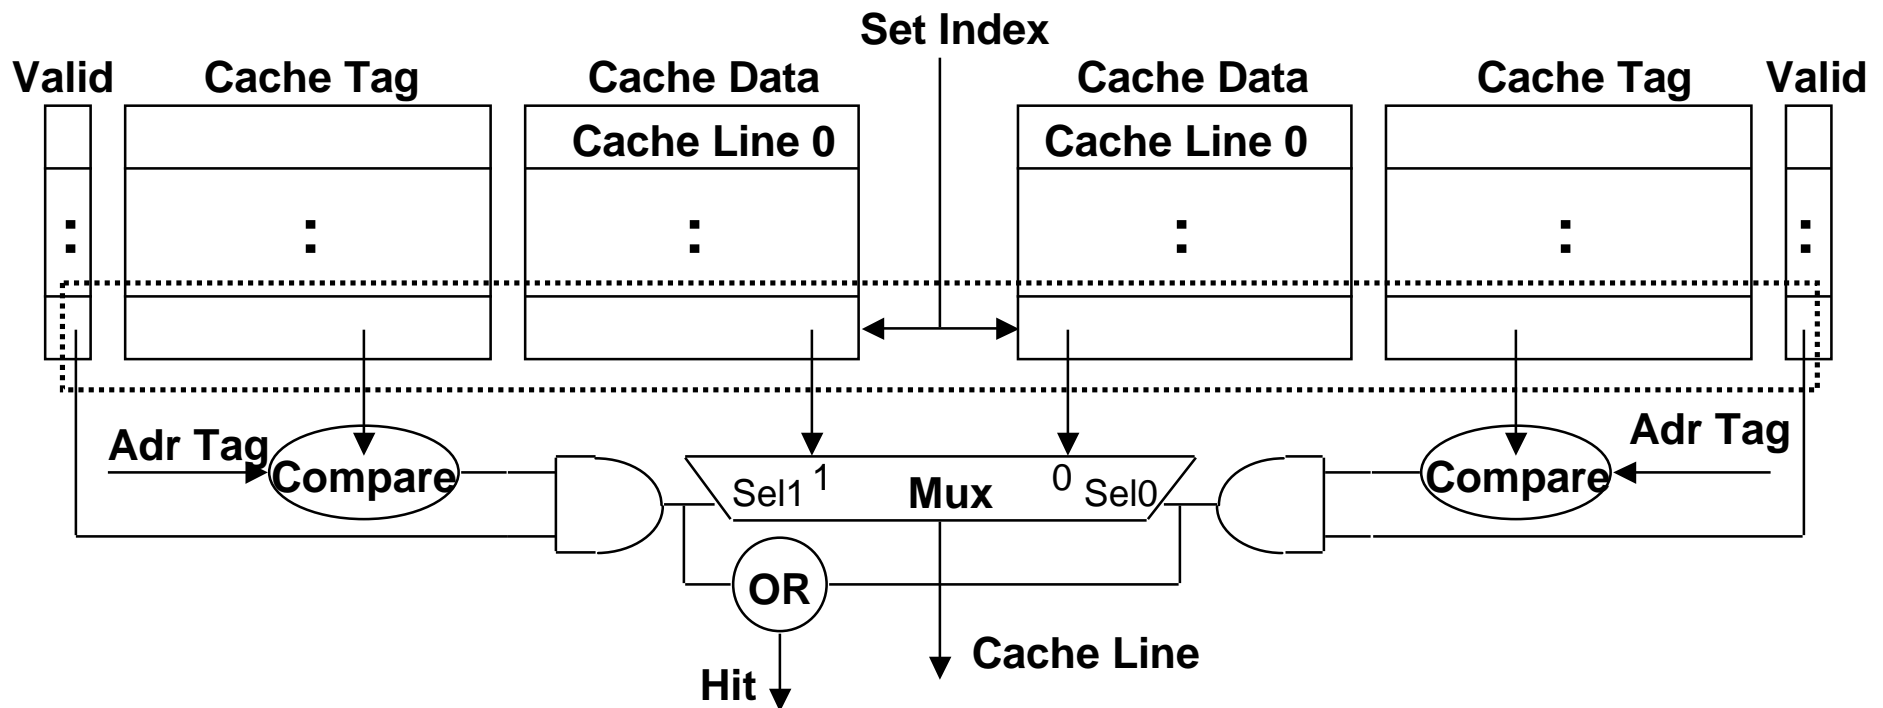 Set Index
Valid Cache Tag Cache Data Cache Data Cache Tag Valid
Cache Line 0 Cache Line 0
: : : : : :
Adr Tag Adr Tag
Compare Sel1 1 Mux 0 Sel0 Compare
OR
Cache Line
Hit